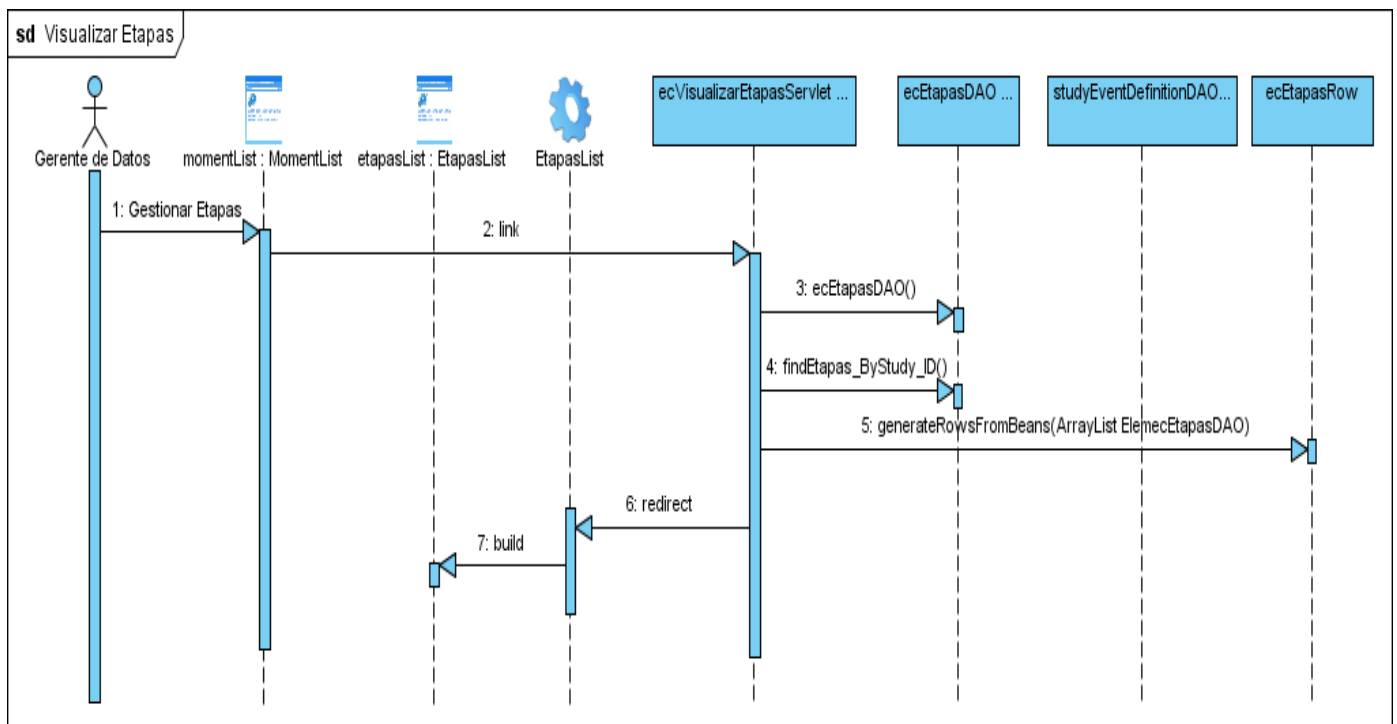 sd Visualizar Etapas
Gerente de Datos
momentList : MomentList
etapasList : EtapasList
EtapasList
ecVisualizarEtapasServlet ...
ecEtapasDAO ...
studyEventDefinitionDAO...
ecEtapasRow
1: Gestionar Etapas
2: link
3: ecEtapasDAO()
4: findEtapas_ByStudy_ID()
5: generateRowsFromBeans(ArrayList ElemecEtapasDAO)
6: redirect
7: build